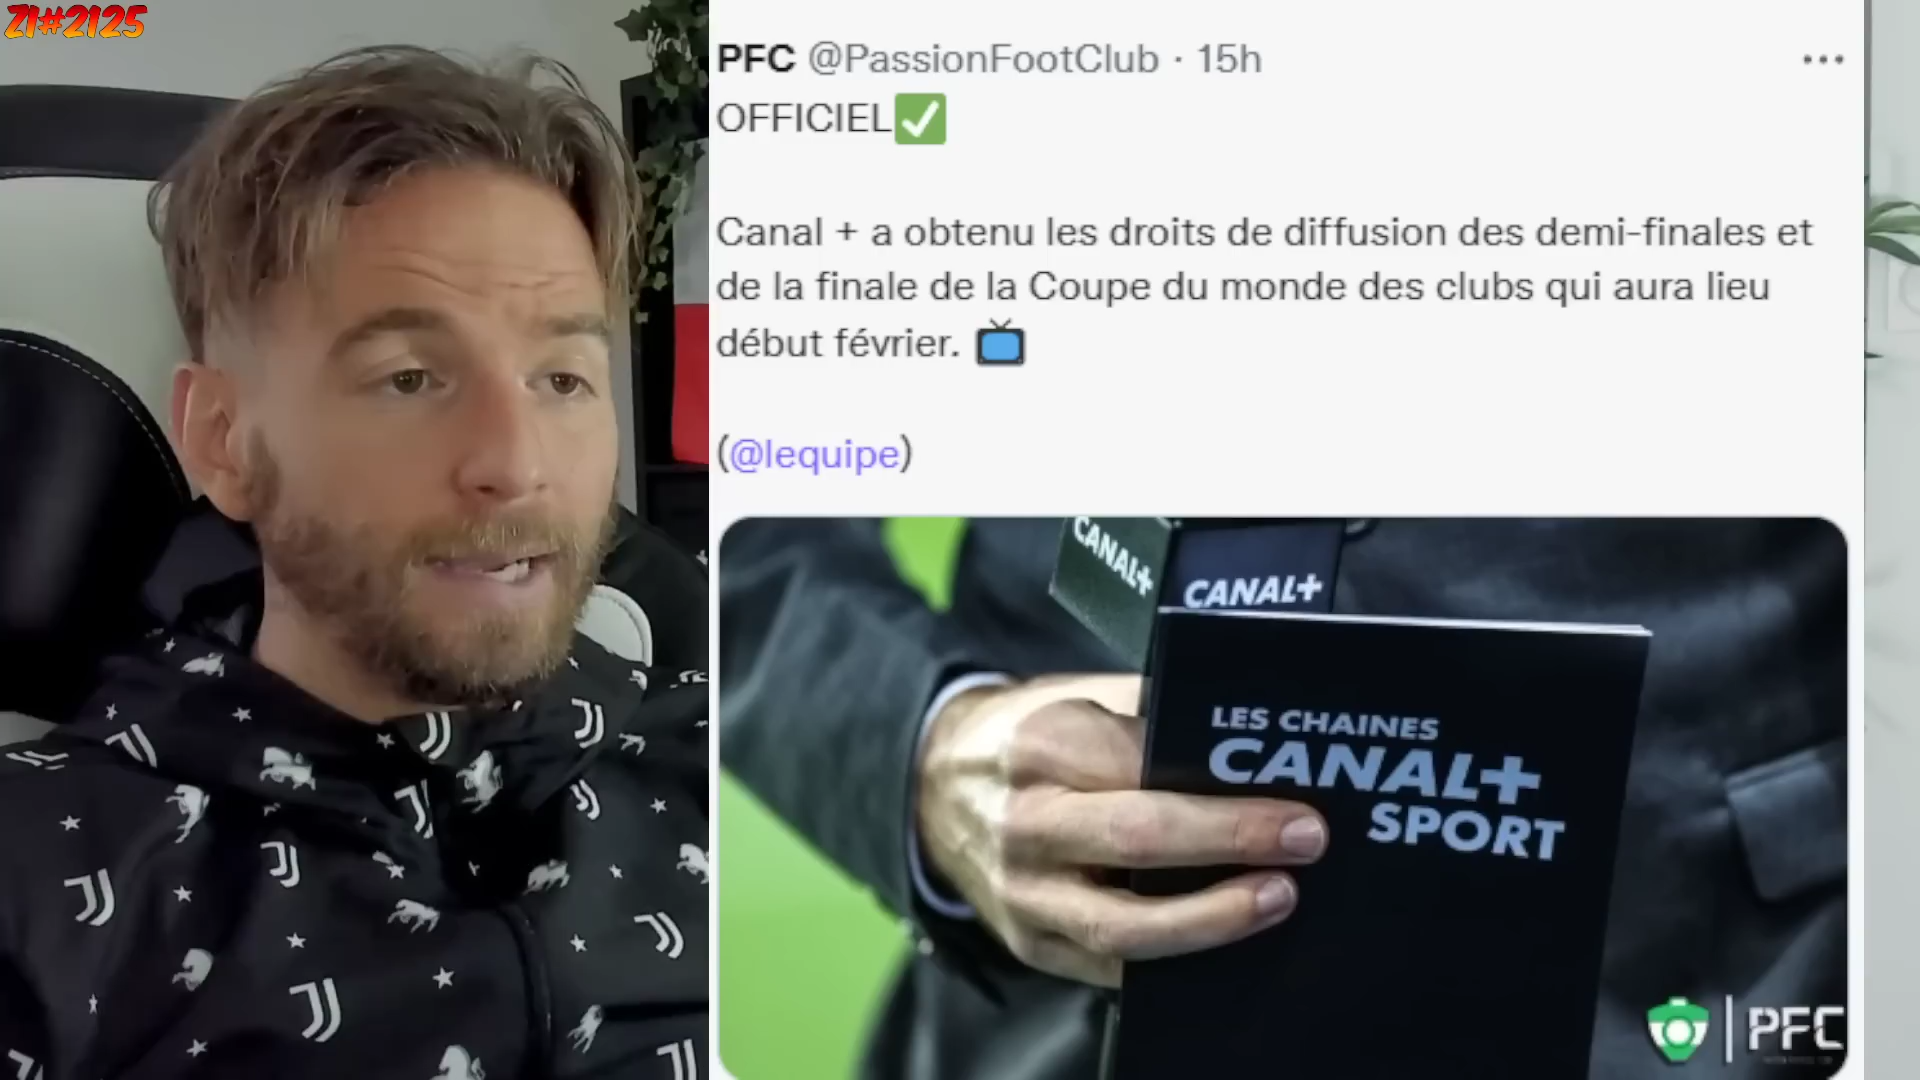 Z1#2125
PFC @PassionFootClub · 15h
OFFICIEL✅
Canal + a obtenu les droits de diffusion des demi-finales et
de la finale de la Coupe du monde des clubs qui aura lieu
début février. 📺
(@lequipe)
CANAL+
CANAL+
LES CHAINES
CANAL+
SPORT
PFC